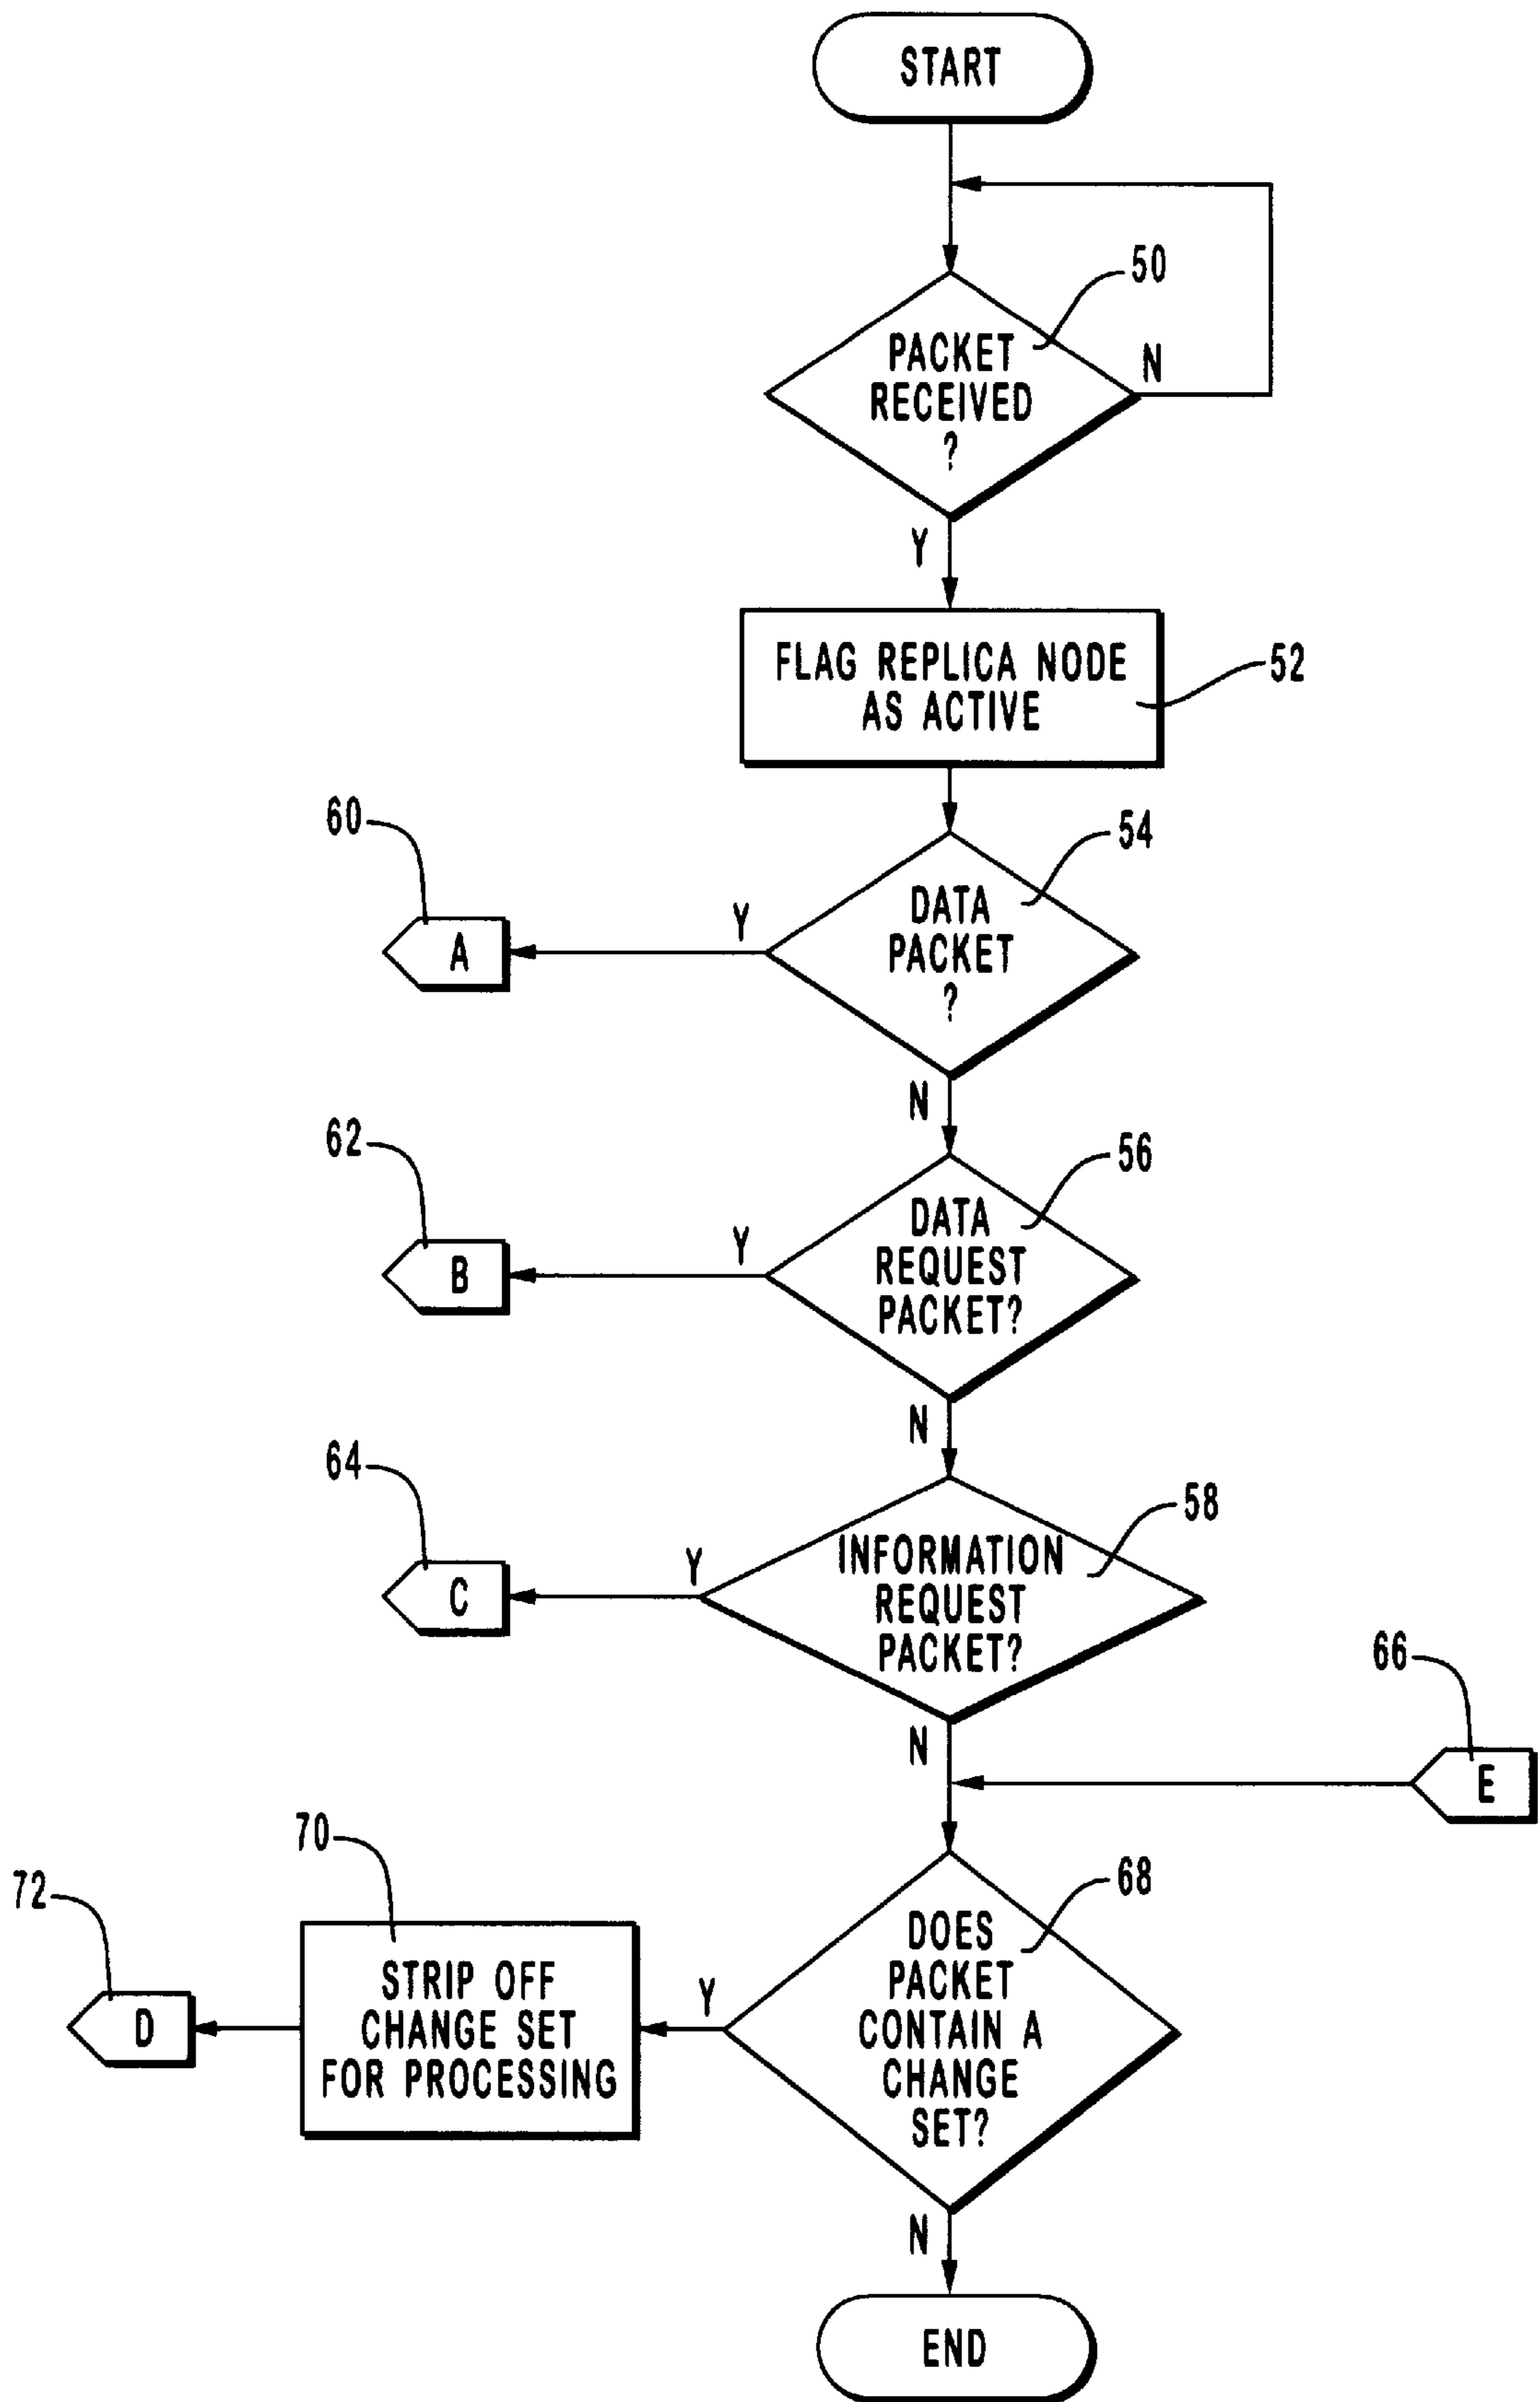 START
50
PACKET
RECEIVED
?
N
Y
FLAG REPLICA NODE
AS ACTIVE
52
60
54
A
Y
DATA
PACKET
?
N
62
56
B
Y
DATA
REQUEST
PACKET?
N
64
58
C
Y
INFORMATION
REQUEST
PACKET?
N
66
E
70
72
68
D
STRIP OFF
CHANGE SET
FOR PROCESSING
Y
DOES
PACKET
CONTAIN A
CHANGE
SET?
N
END